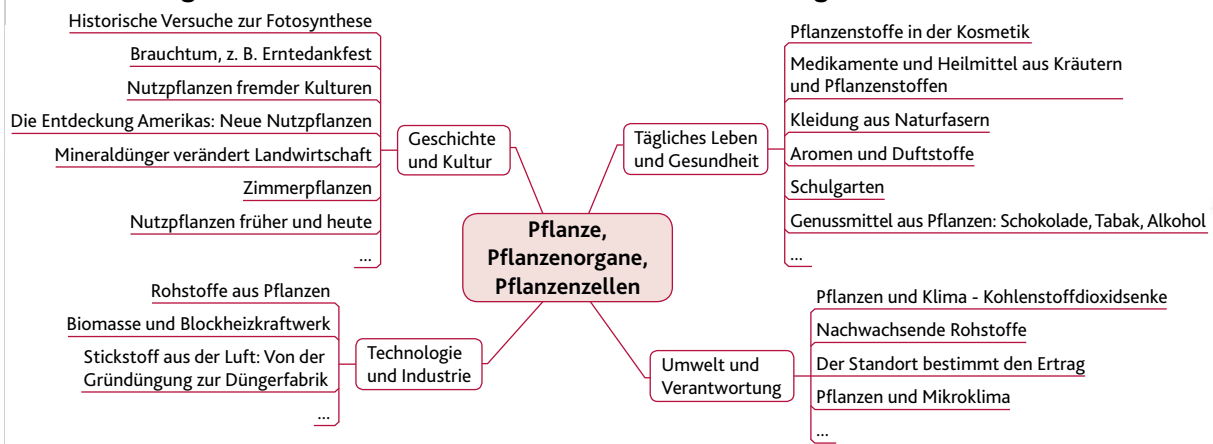 Historische Versuche zur Fotosynthese
Brauchtum, z. B. Erntedankfest
Nutzpflanzen fremder Kulturen
Die Entdeckung Amerikas: Neue Nutzpflanzen
Mineraldünger verändert Landwirtschaft
Zimmerpflanzen
Nutzpflanzen früher und heute
...
Geschichte
und Kultur
Pflanzenstoffe in der Kosmetik
Medikamente und Heilmittel aus Kräutern
und Pflanzenstoffen
Kleidung aus Naturfasern
Aromen und Duftstoffe
Schulgarten
Genussmittel aus Pflanzen: Schokolade, Tabak, Alkohol
...
Tägliches Leben
und Gesundheit
Pflanze,
Pflanzenorgane,
Pflanzenzellen
Rohstoffe aus Pflanzen
Biomasse und Blockheizkraftwerk
Stickstoff aus der Luft: Von der
Gründüngung zur Düngerfabrik
...
Technologie
und Industrie
Umwelt und
Verantwortung
Pflanzen und Klima - Kohlenstoffdioxidsenke
Nachwachsende Rohstoffe
Der Standort bestimmt den Ertrag
Pflanzen und Mikroklima
...